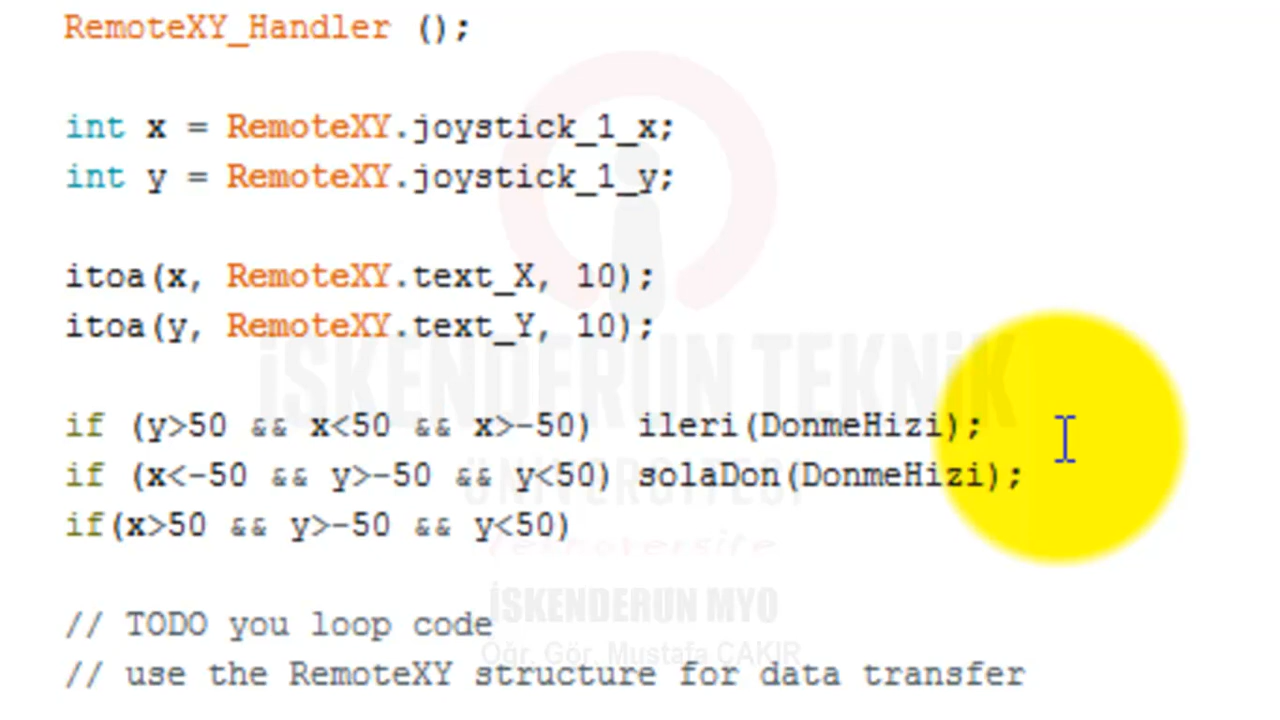 RemoteXY_Handler ();
int x = RemoteXY.joystick_1_x;
int y = RemoteXY.joystick_1_y;
itoa(x, RemoteXY.text_X, 10);
itoa(y, RemoteXY.text_Y, 10);
İSKENDERUN TEKNİK
if (y>50 && x<50 && x>-50)  ileri(DonmeHizi);
ÜNİVERSİTESİ
if (x<-50 && y>-50 && y<50) solaDon(DonmeHizi);
if(x>50 && y>-50 && y<50)
Teknoversite
İSKENDERUN MYO
// TODO you loop code
Öğr. Gör. Mustafa ÇAKIR
// use the RemoteXY structure for data transfer